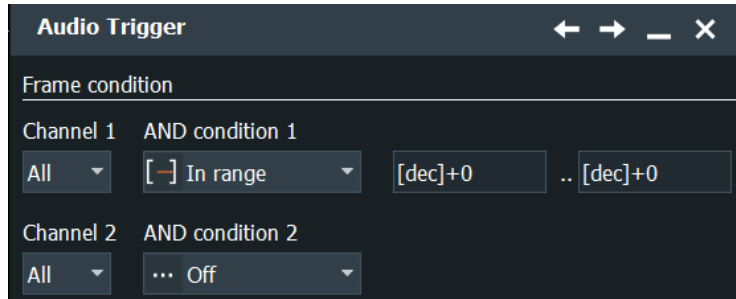 Audio Trigger
Frame condition
Channel 1 AND condition 1
All In range [dec]+0 .. [dec]+0
Channel 2 AND condition 2
All ... Off